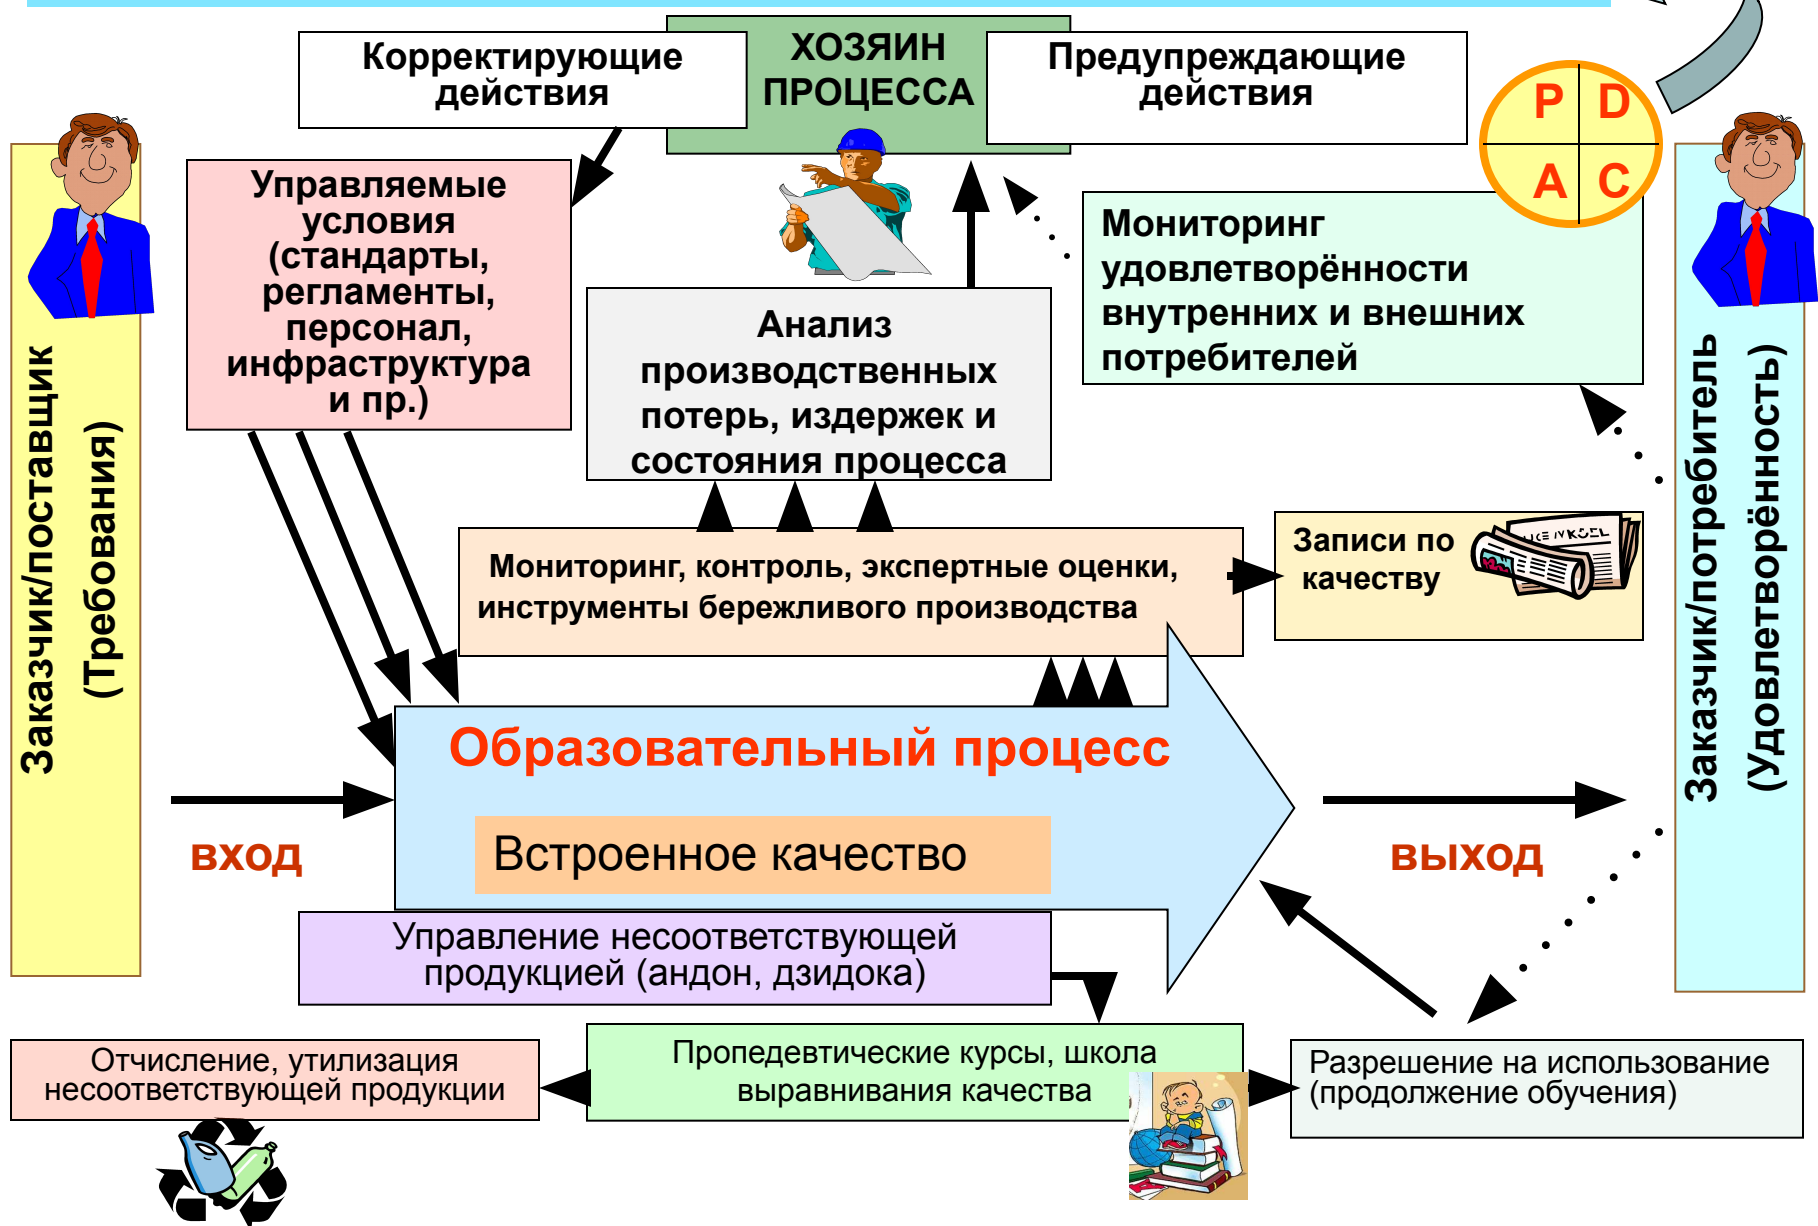 Корректирующие
действия
ХОЗЯИН
ПРОЦЕССА
Предупреждающие
действия
P D
A C
Заказчик/поставщик
(Требования)
Управляемые
условия
(стандарты,
регламенты,
персонал,
инфраструктура
и пр.)
Анализ
производственных
потерь, издержек и
состояния процесса
Мониторинг
удовлетворённости
внутренних и внешних
потребителей
Заказчик/потребитель
(Удовлетворённость)
Мониторинг, контроль, экспертные оценки,
инструменты бережливого производства
Записи по
качеству
Образовательный процесс
Встроенное качество
вход
выход
Управление несоответствующей
продукцией (андон, дзидока)
Отчисление, утилизация
несоответствующей продукции
Пропедевтические курсы, школа
выравнивания качества
Разрешение на использование
(продолжение обучения)